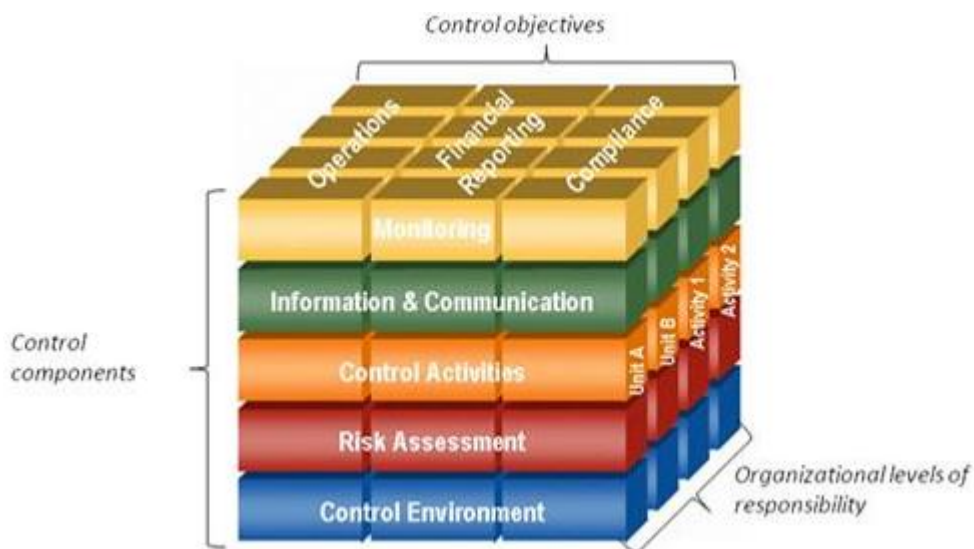 Control objectives
Operations
Financial
Reporting
Compliance
Monitoring
Information & Communication
Control Activities
Risk Assessment
Control Environment
Unit A
Unit B
Activity 1
Activity 2
Control
components
Organizational levels of
responsibility